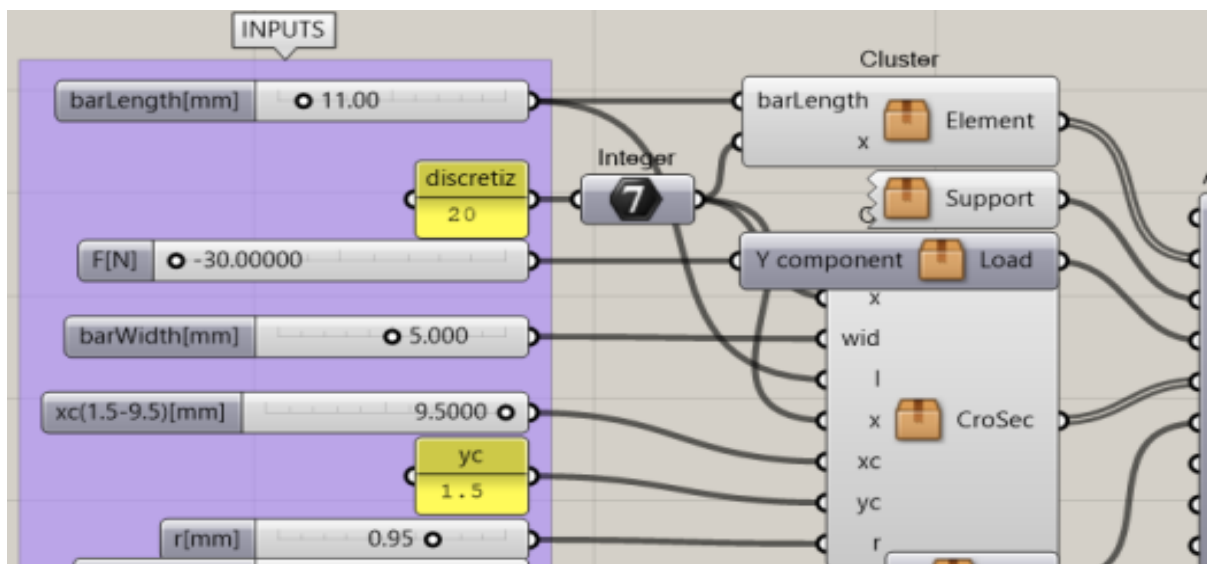 INPUTS
Cluster
barLength[mm] 11.00
barLength
x
Element
Integer
discretiz
20
7
Support
F[N] -30.00000
Y component
Load
x
barWidth[mm] 5.000
wid
l
xc(1.5-9.5)[mm] 9.5000
x
CroSec
xc
yc
1.5
yc
r[mm] 0.95
r